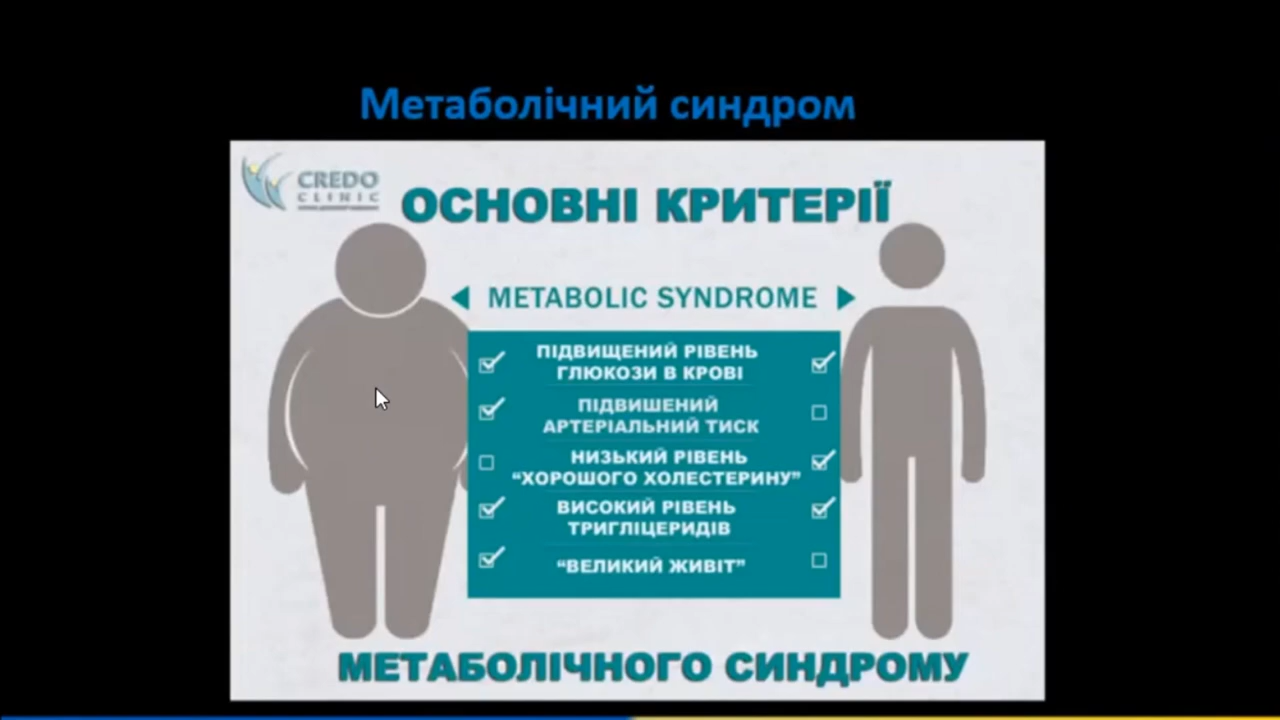 Метаболічний синдром
CREDO
CLINIC
ОСНОВНІ КРИТЕРІЇ
METABOLIC SYNDROME
ПІДВИЩЕНИЙ РІВЕНЬ
ГЛЮКОЗИ В КРОВІ
ПІДВИШЕНИЙ
АРТЕРІАЛЬНИЙ ТИСК
НИЗЬКИЙ РІВЕНЬ
“ХОРОШОГО ХОЛЕСТЕРИНУ”
ВИСОКИЙ РІВЕНЬ
ТРИГЛІЦЕРИДІВ
“ВЕЛИКИЙ ЖИВІТ”
МЕТАБОЛІЧНОГО СИНДРОМУ